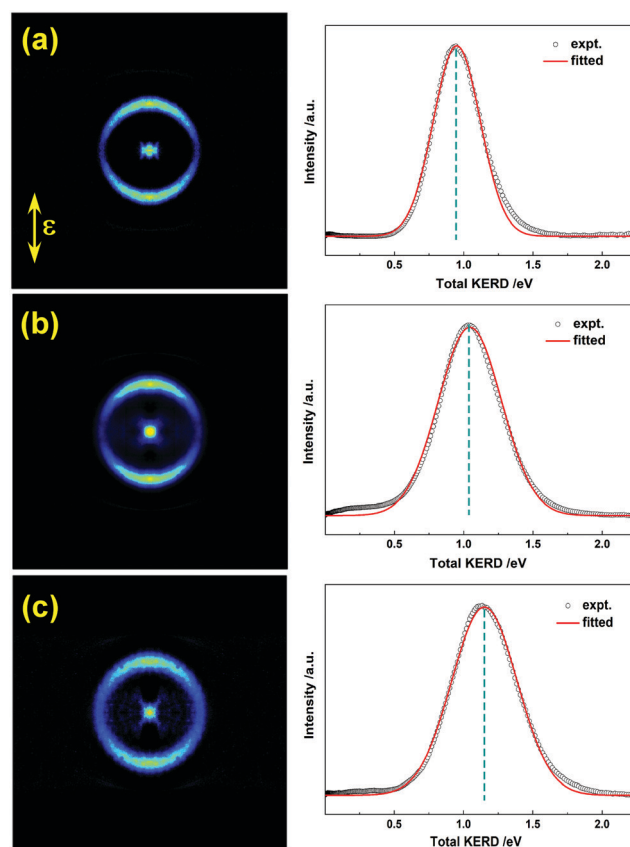 (a)
ε
Intensity /a.u.
expt.
fitted
0.5 1.0 1.5 2.0
Total KERD /eV
(b)
Intensity /a.u.
expt.
fitted
0.5 1.0 1.5 2.0
Total KERD /eV
(c)
Intensity /a.u.
expt.
fitted
0.5 1.0 1.5 2.0
Total KERD /eV